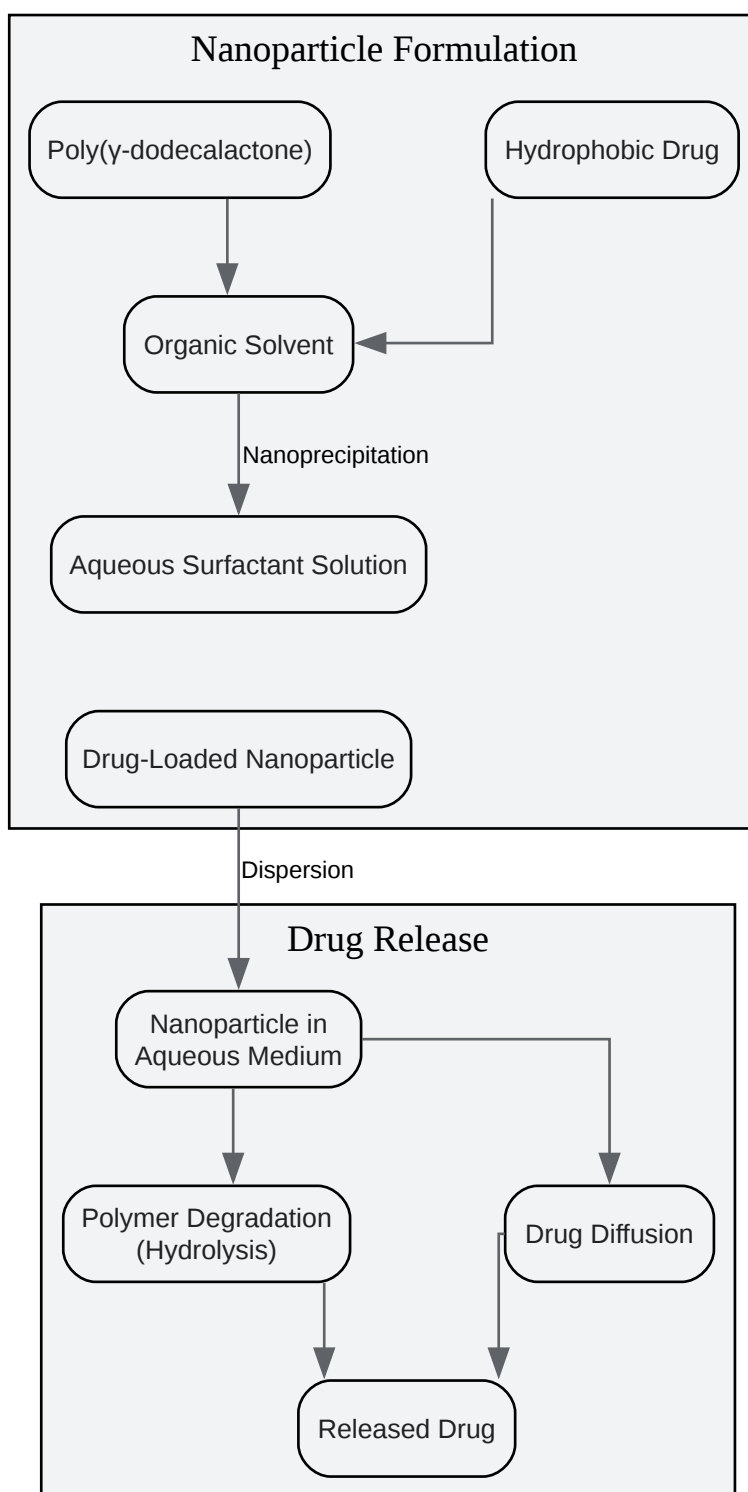 Nanoparticle Formulation
Poly(γ-dodecalactone)
Hydrophobic Drug
Organic Solvent
Nanoprecipitation
Aqueous Surfactant Solution
Drug-Loaded Nanoparticle
Dispersion
Drug Release
Nanoparticle in
Aqueous Medium
Polymer Degradation
(Hydrolysis)
Drug Diffusion
Released Drug